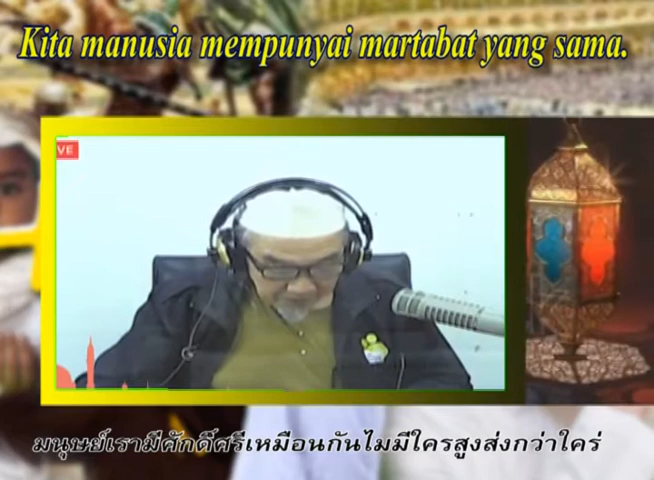 Kita manusia mempunyai martabat yang sama.
VE
มนุษย์เรามีศักดิ์ศรีเหมือนกันไมมีใครสูงส่งกว่าใคร่